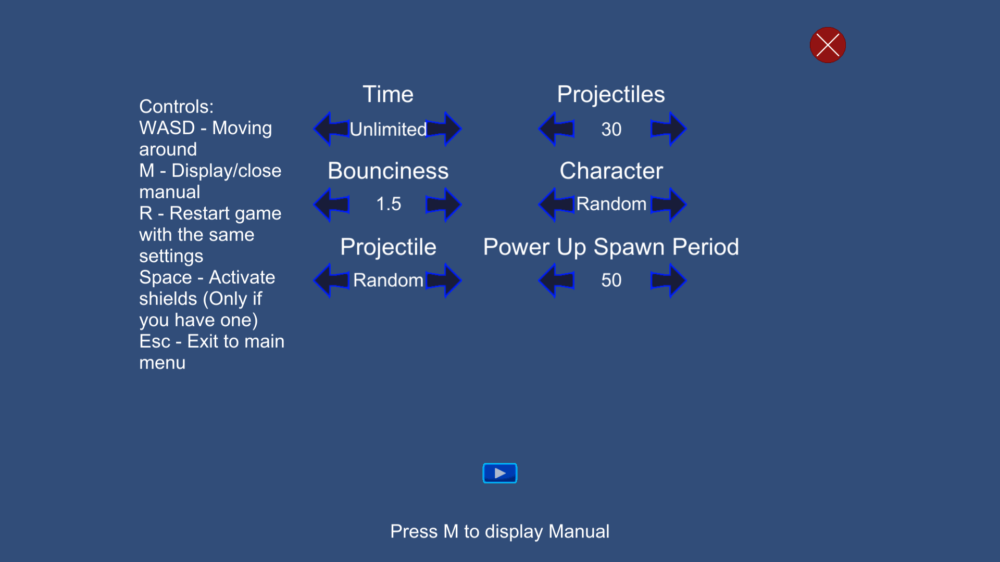 Controls:
WASD - Moving
around
M - Display/close
manual
R - Restart game
with the same
settings
Space - Activate
shields (Only if
you have one)
Esc - Exit to main
menu
Time
Unlimited
Projectiles
30
Bounciness
1.5
Character
Random
Projectile
Random
Power Up Spawn Period
50
Press M to display Manual